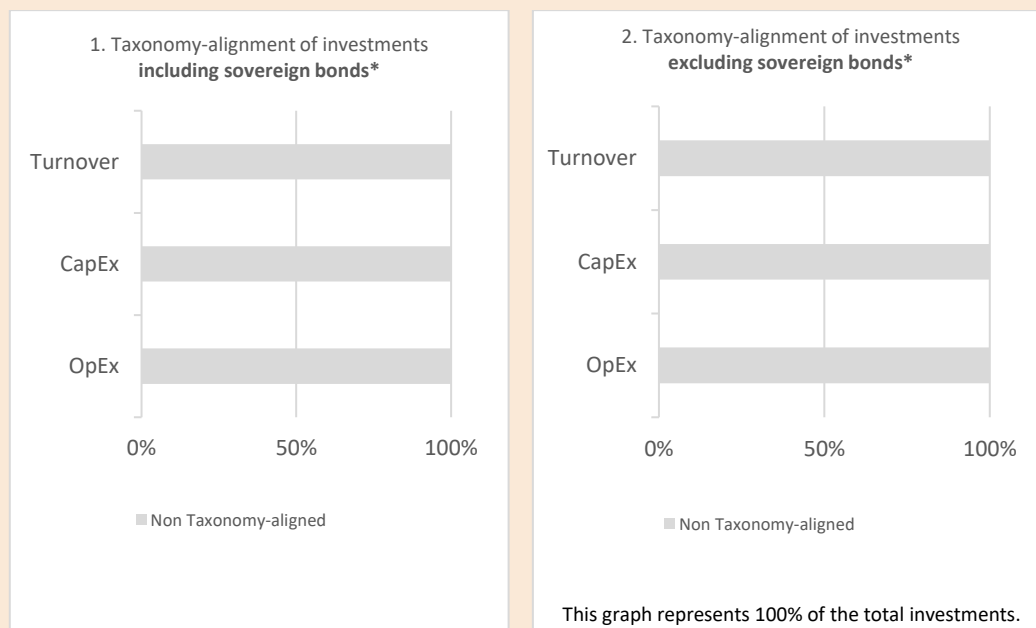 1. Taxonomy-alignment of investments
including sovereign bonds*
Turnover
CapEx
OpEx
0% 50% 100%
Non Taxonomy-aligned
2. Taxonomy-alignment of investments
excluding sovereign bonds*
Turnover
CapEx
OpEx
0% 50% 100%
Non Taxonomy-aligned
This graph represents 100% of the total investments.